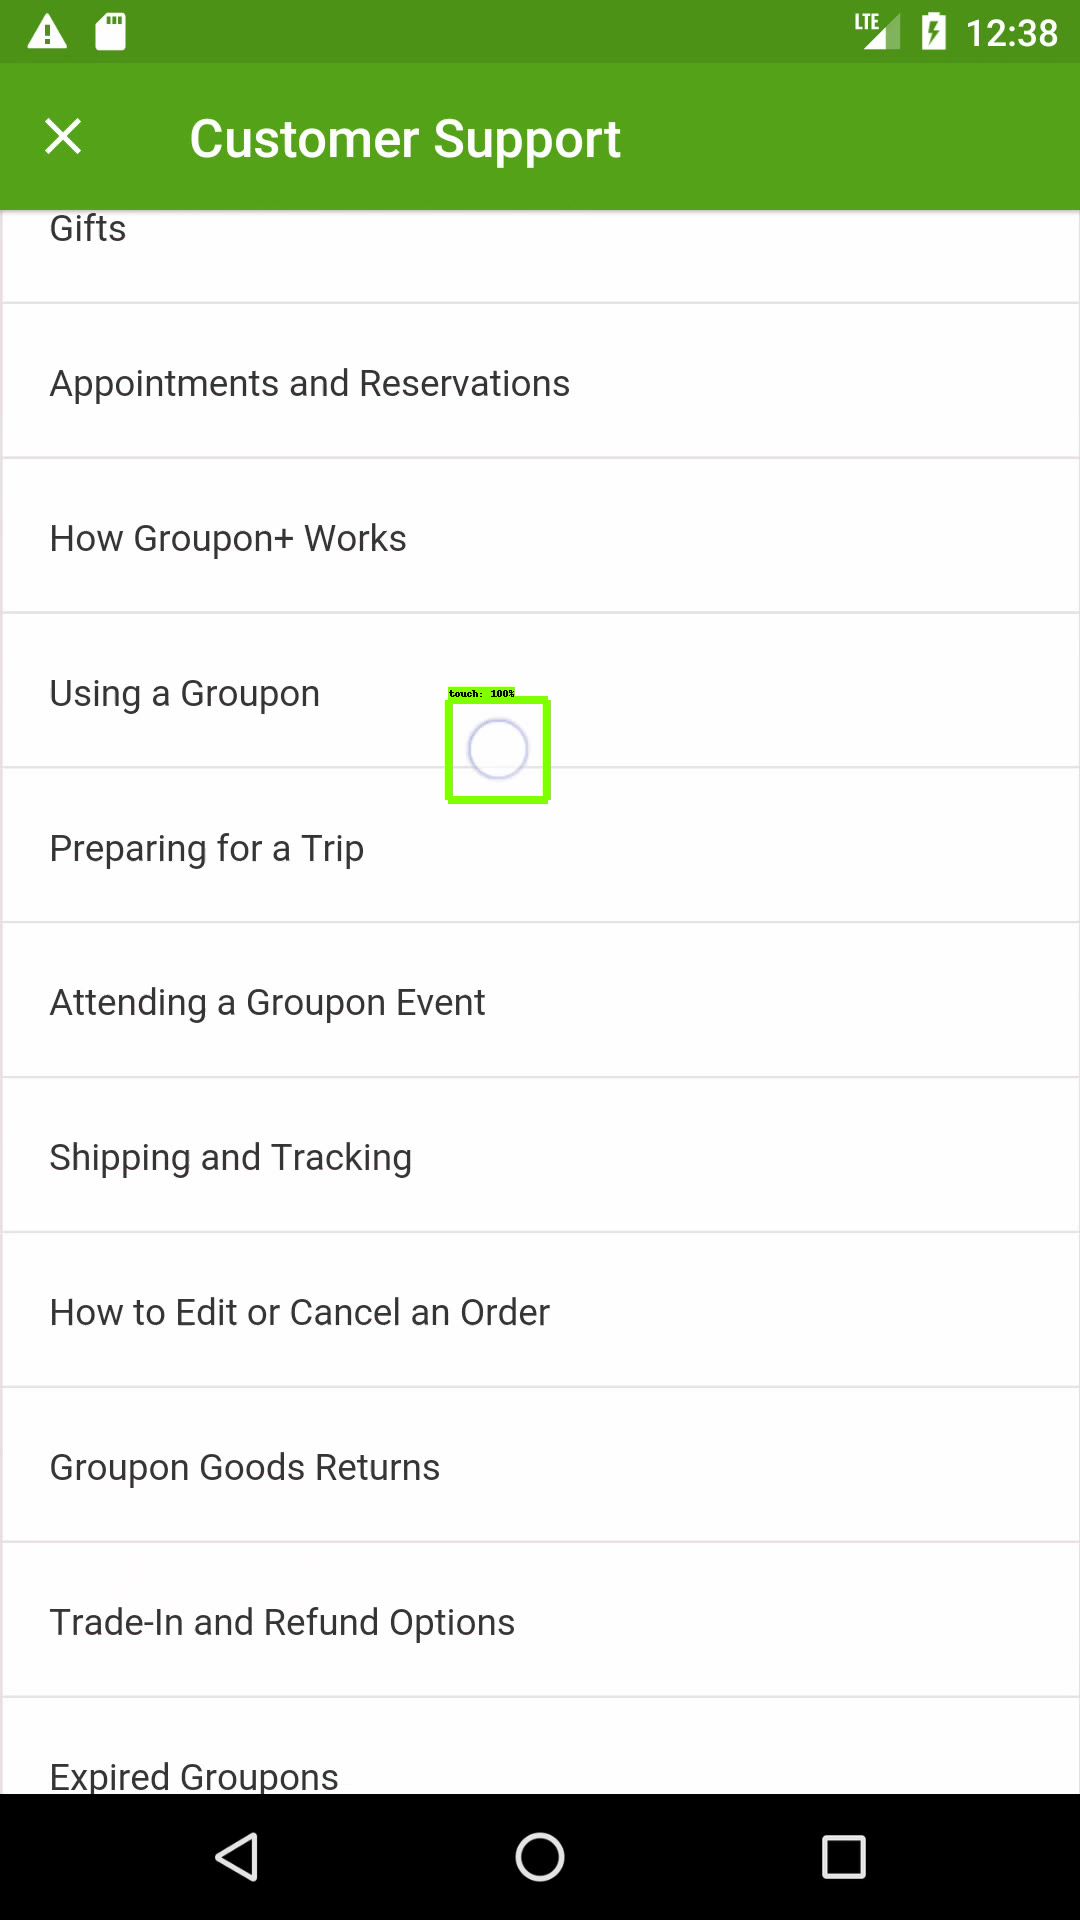 LTE 12:38
Customer Support
Gifts
Appointments and Reservations
How Groupon+ Works
Using a Groupon
touch: 100%
Preparing for a Trip
Attending a Groupon Event
Shipping and Tracking
How to Edit or Cancel an Order
Groupon Goods Returns
Trade-In and Refund Options
Expired Groupons